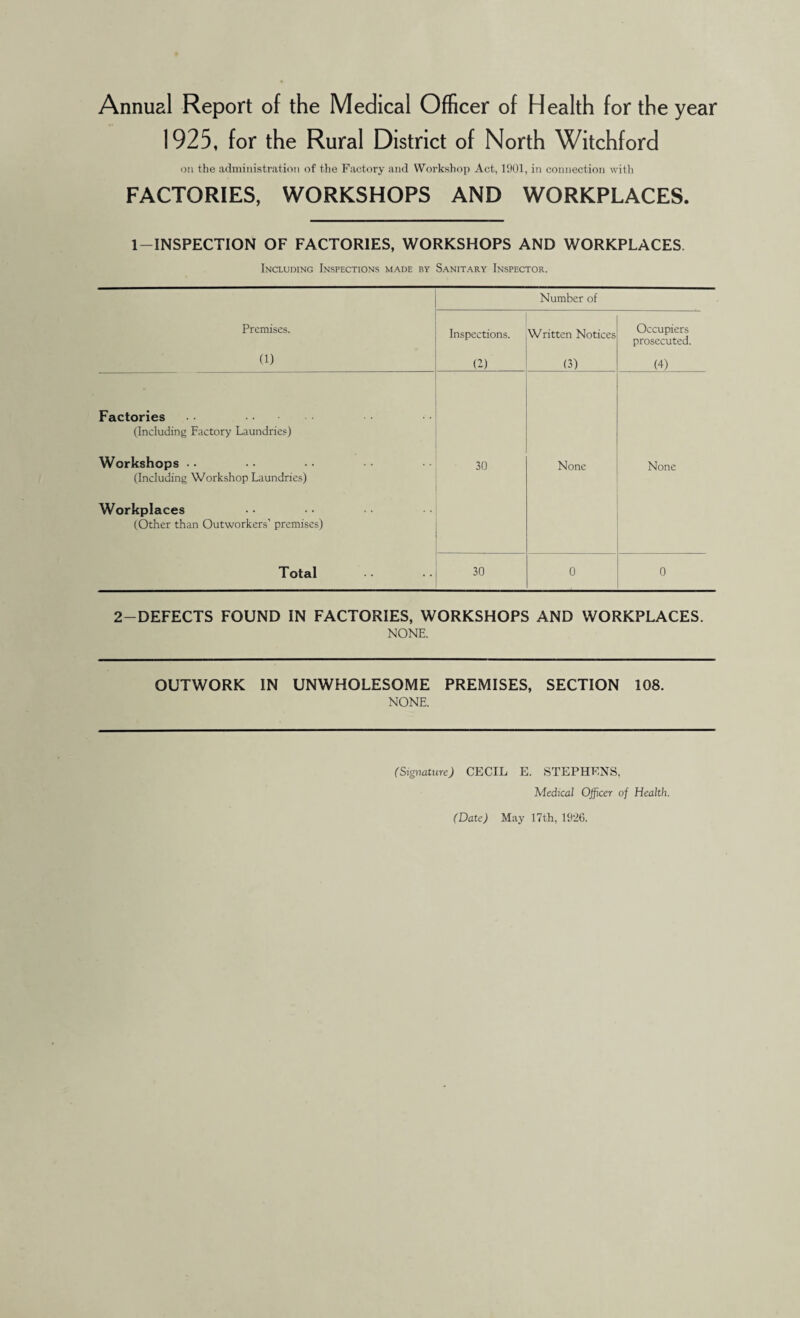 Annual Report of the Medical Officer of Health for the year
1925, for the Rural District of North Witchford
on the administration of the Factory and Workshop Act, 1901, in connection with
FACTORIES, WORKSHOPS AND WORKPLACES.
1—INSPECTION OF FACTORIES, WORKSHOPS AND WORKPLACES.
Including Inspections made by Sanitary Inspector.
Number of
Premises. Inspections. Written Notices Occupiers
prosecuted.
(1) (2) (3) (4)
Factories .. .. .. .. ..
(Including Factory Laundries)
Workshops .. .. .. .. .. 30 None None
(Including Workshop Laundries)
Workplaces .. .. .. ..
(Other than Outworkers' premises)
Total .. .. 30 0 0
2—DEFECTS FOUND IN FACTORIES, WORKSHOPS AND WORKPLACES.
NONE.
OUTWORK IN UNWHOLESOME PREMISES, SECTION 108.
NONE.
(Signature) CECIL E. STEPHENS,
Medical Officer of Health.
(Date) May 17th, 1926.